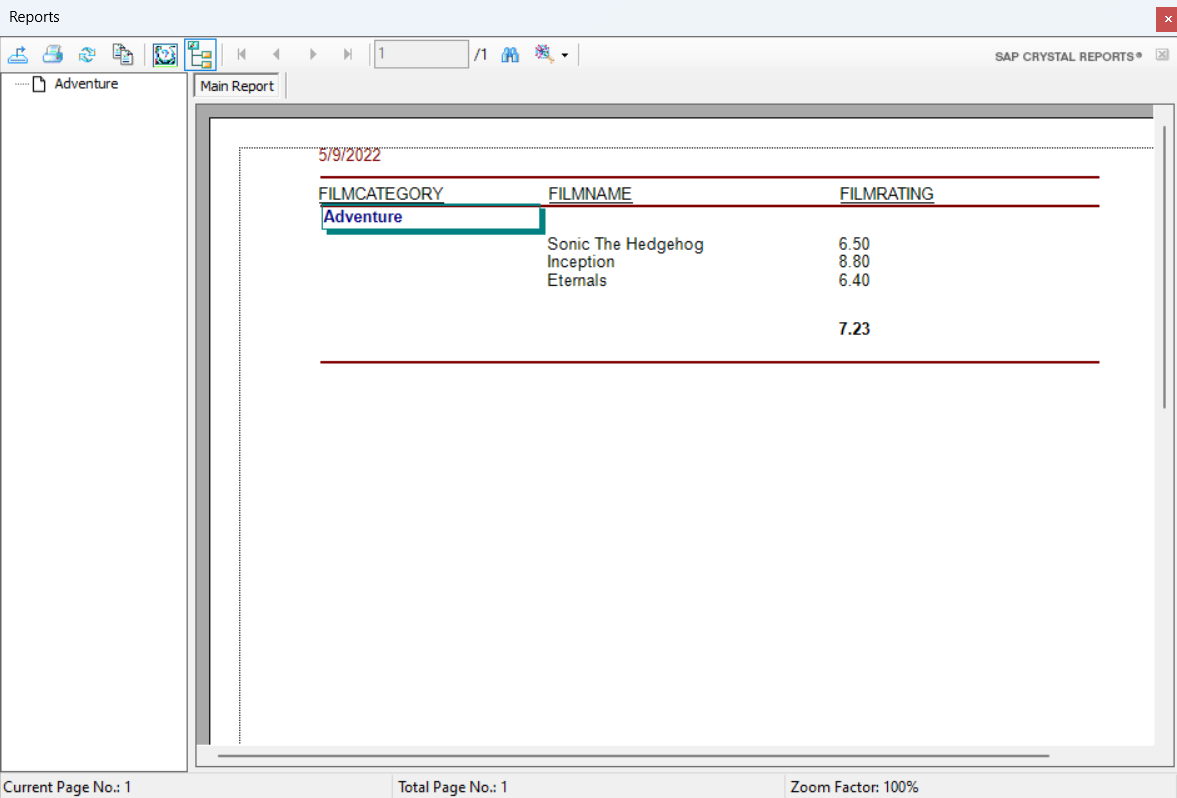 Reports
1 /1
SAP CRYSTAL REPORTS®
Adventure
Main Report
5/9/2022
FILMCATEGORY FILMNAME FILMRATING
Adventure
Sonic The Hedgehog 6.50
Inception 8.80
Eternals 6.40
7.23
Current Page No.: 1 Total Page No.: 1 Zoom Factor: 100%